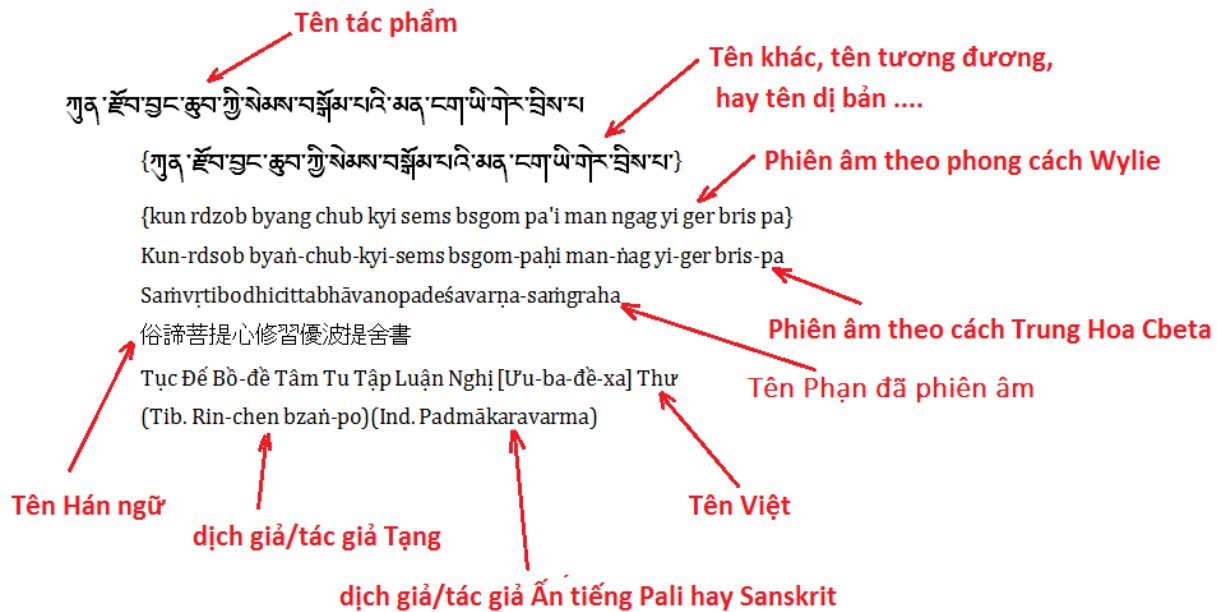 Tên tác phẩm
Tên khác, tên tương đương,
hay tên dị bản ....
ཀུན་རྫོབ་བྱང་ཆུབ་ཀྱི་སེམས་བསྒོམ་པའི་མན་ངག་ཡི་གེར་བྲིས་པ
{ཀུན་རྫོབ་བྱང་ཆུབ་ཀྱི་སེམས་བསྒོམ་པའི་མན་ངག་ཡི་གེར་བྲིས་པ་}
Phiên âm theo phong cách Wylie
{kun rdzob byang chub kyi sems bsgom pa'i man ngag yi ger bris pa}
Kun-rdsob byaṅ-chub-kyi-sems bsgom-paḥi man-ṅag yi-ger bris-pa
Saṁvṛtibodhicittabhāvanopadeśavarṇa-saṁgraha
俗諦菩提心修習優波提舍書
Phiên âm theo cách Trung Hoa Cbeta
Tục Đế Bồ-đề Tâm Tu Tập Luận Nghị [Ưu-ba-đề-xa] Thư
Tên Phạn đã phiên âm
(Tib. Rin-chen bzaṅ-po)(Ind. Padmākaravarma)
Tên Hán ngữ
Tên Việt
dịch giả/tác giả Tạng
dịch giả/tác giả Ấn tiếng Pali hay Sanskrit